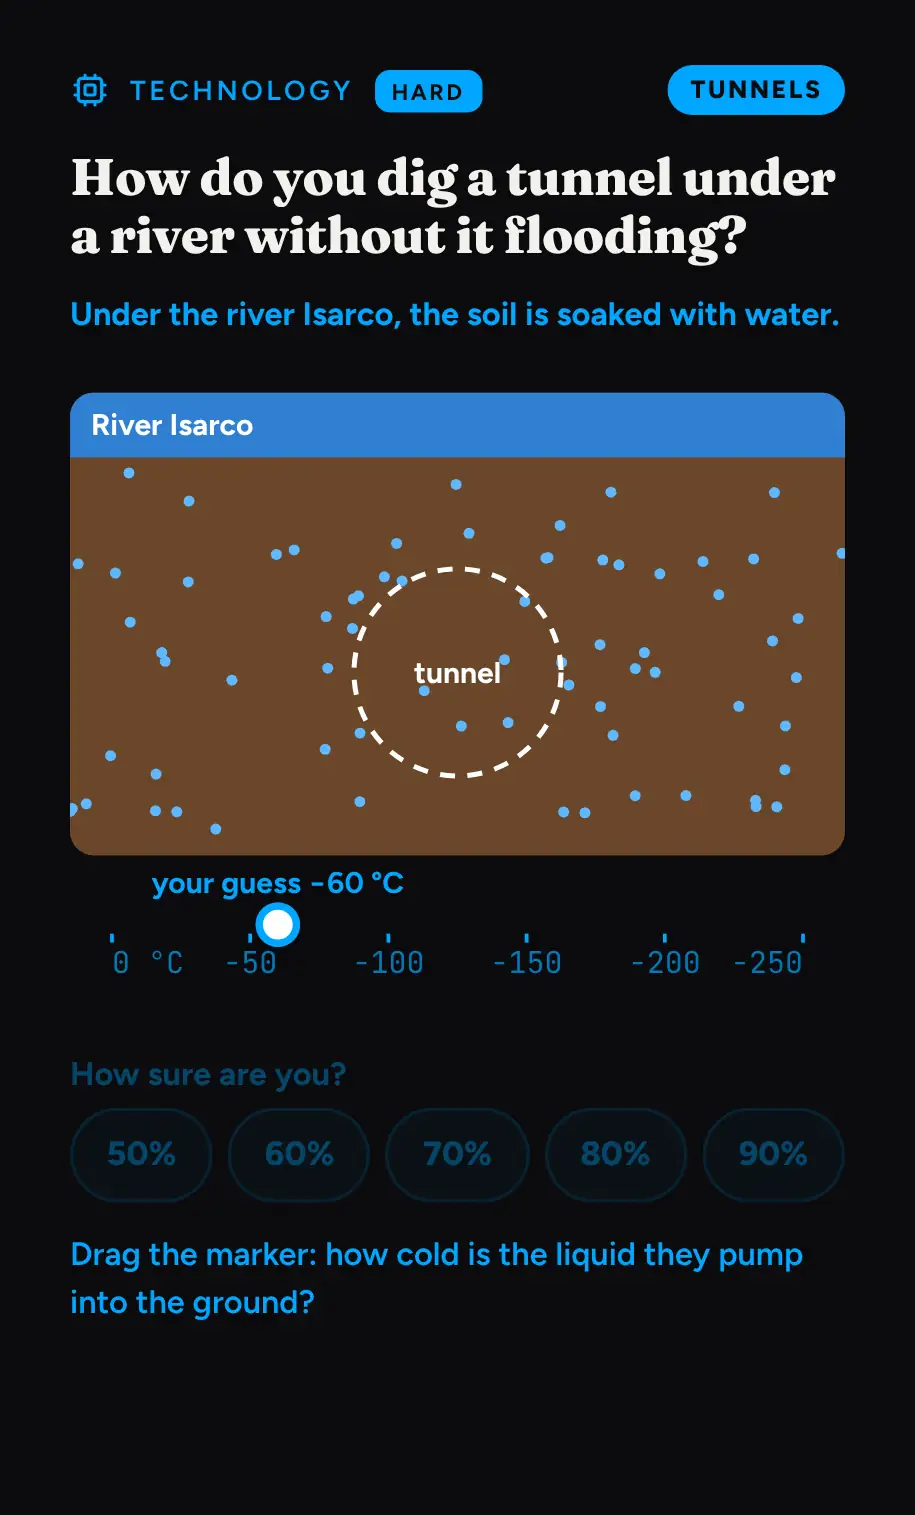 TECHNOLOGY HARD TUNNELS
How do you dig a tunnel under
a river without it flooding?
Under the river Isarco, the soil is soaked with water.
River Isarco
tunnel
your guess −60 °C
0 °C -50 -100 -150 -200 -250
How sure are you?
50% 60% 70% 80% 90%
Drag the marker: how cold is the liquid they pump
into the ground?